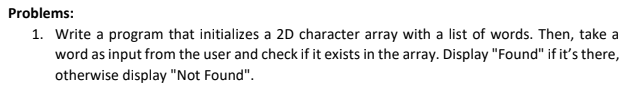 Problems:
1. Write a program that initializes a 2D character array with a list of words. Then, take a
word as input from the user and check if it exists in the array. Display "Found" if it's there,
otherwise display "Not Found".